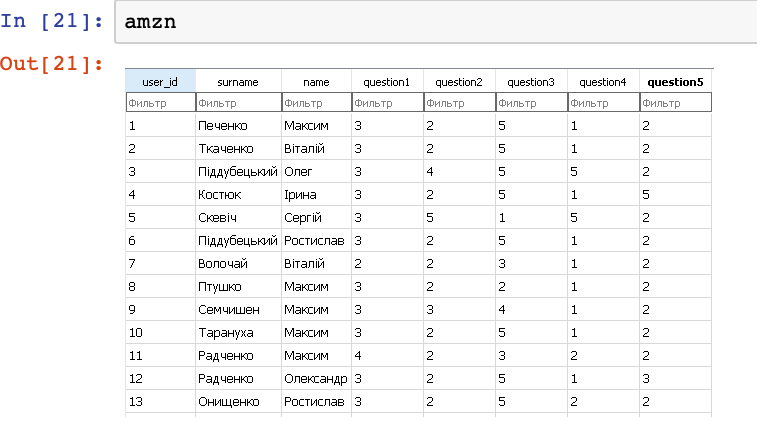 In [21]: amzn
Out[21]:
user_id surname name question1 question2 question3 question4 question5
Фильтр Фильтр Фильтр Фильтр Фильтр Фильтр Фильтр Фильтр
1 Печенко Максим 3 2 5 1 2
2 Ткаченко Віталій 3 2 5 1 2
3 Піддубецький Олег 3 4 5 5 2
4 Костюк Ірина 3 2 5 1 5
5 Скевіч Сергій 3 5 1 5 2
6 Піддубецький Ростислав 3 2 5 1 2
7 Волочай Віталій 2 2 3 1 2
8 Птушко Максим 3 2 2 1 2
9 Семчишен Максим 3 3 4 1 2
10 Тарануха Максим 3 2 5 1 2
11 Радченко Максим 4 2 3 2 2
12 Радченко Олександр 3 2 5 1 3
13 Онищенко Ростислав 3 2 5 2 2